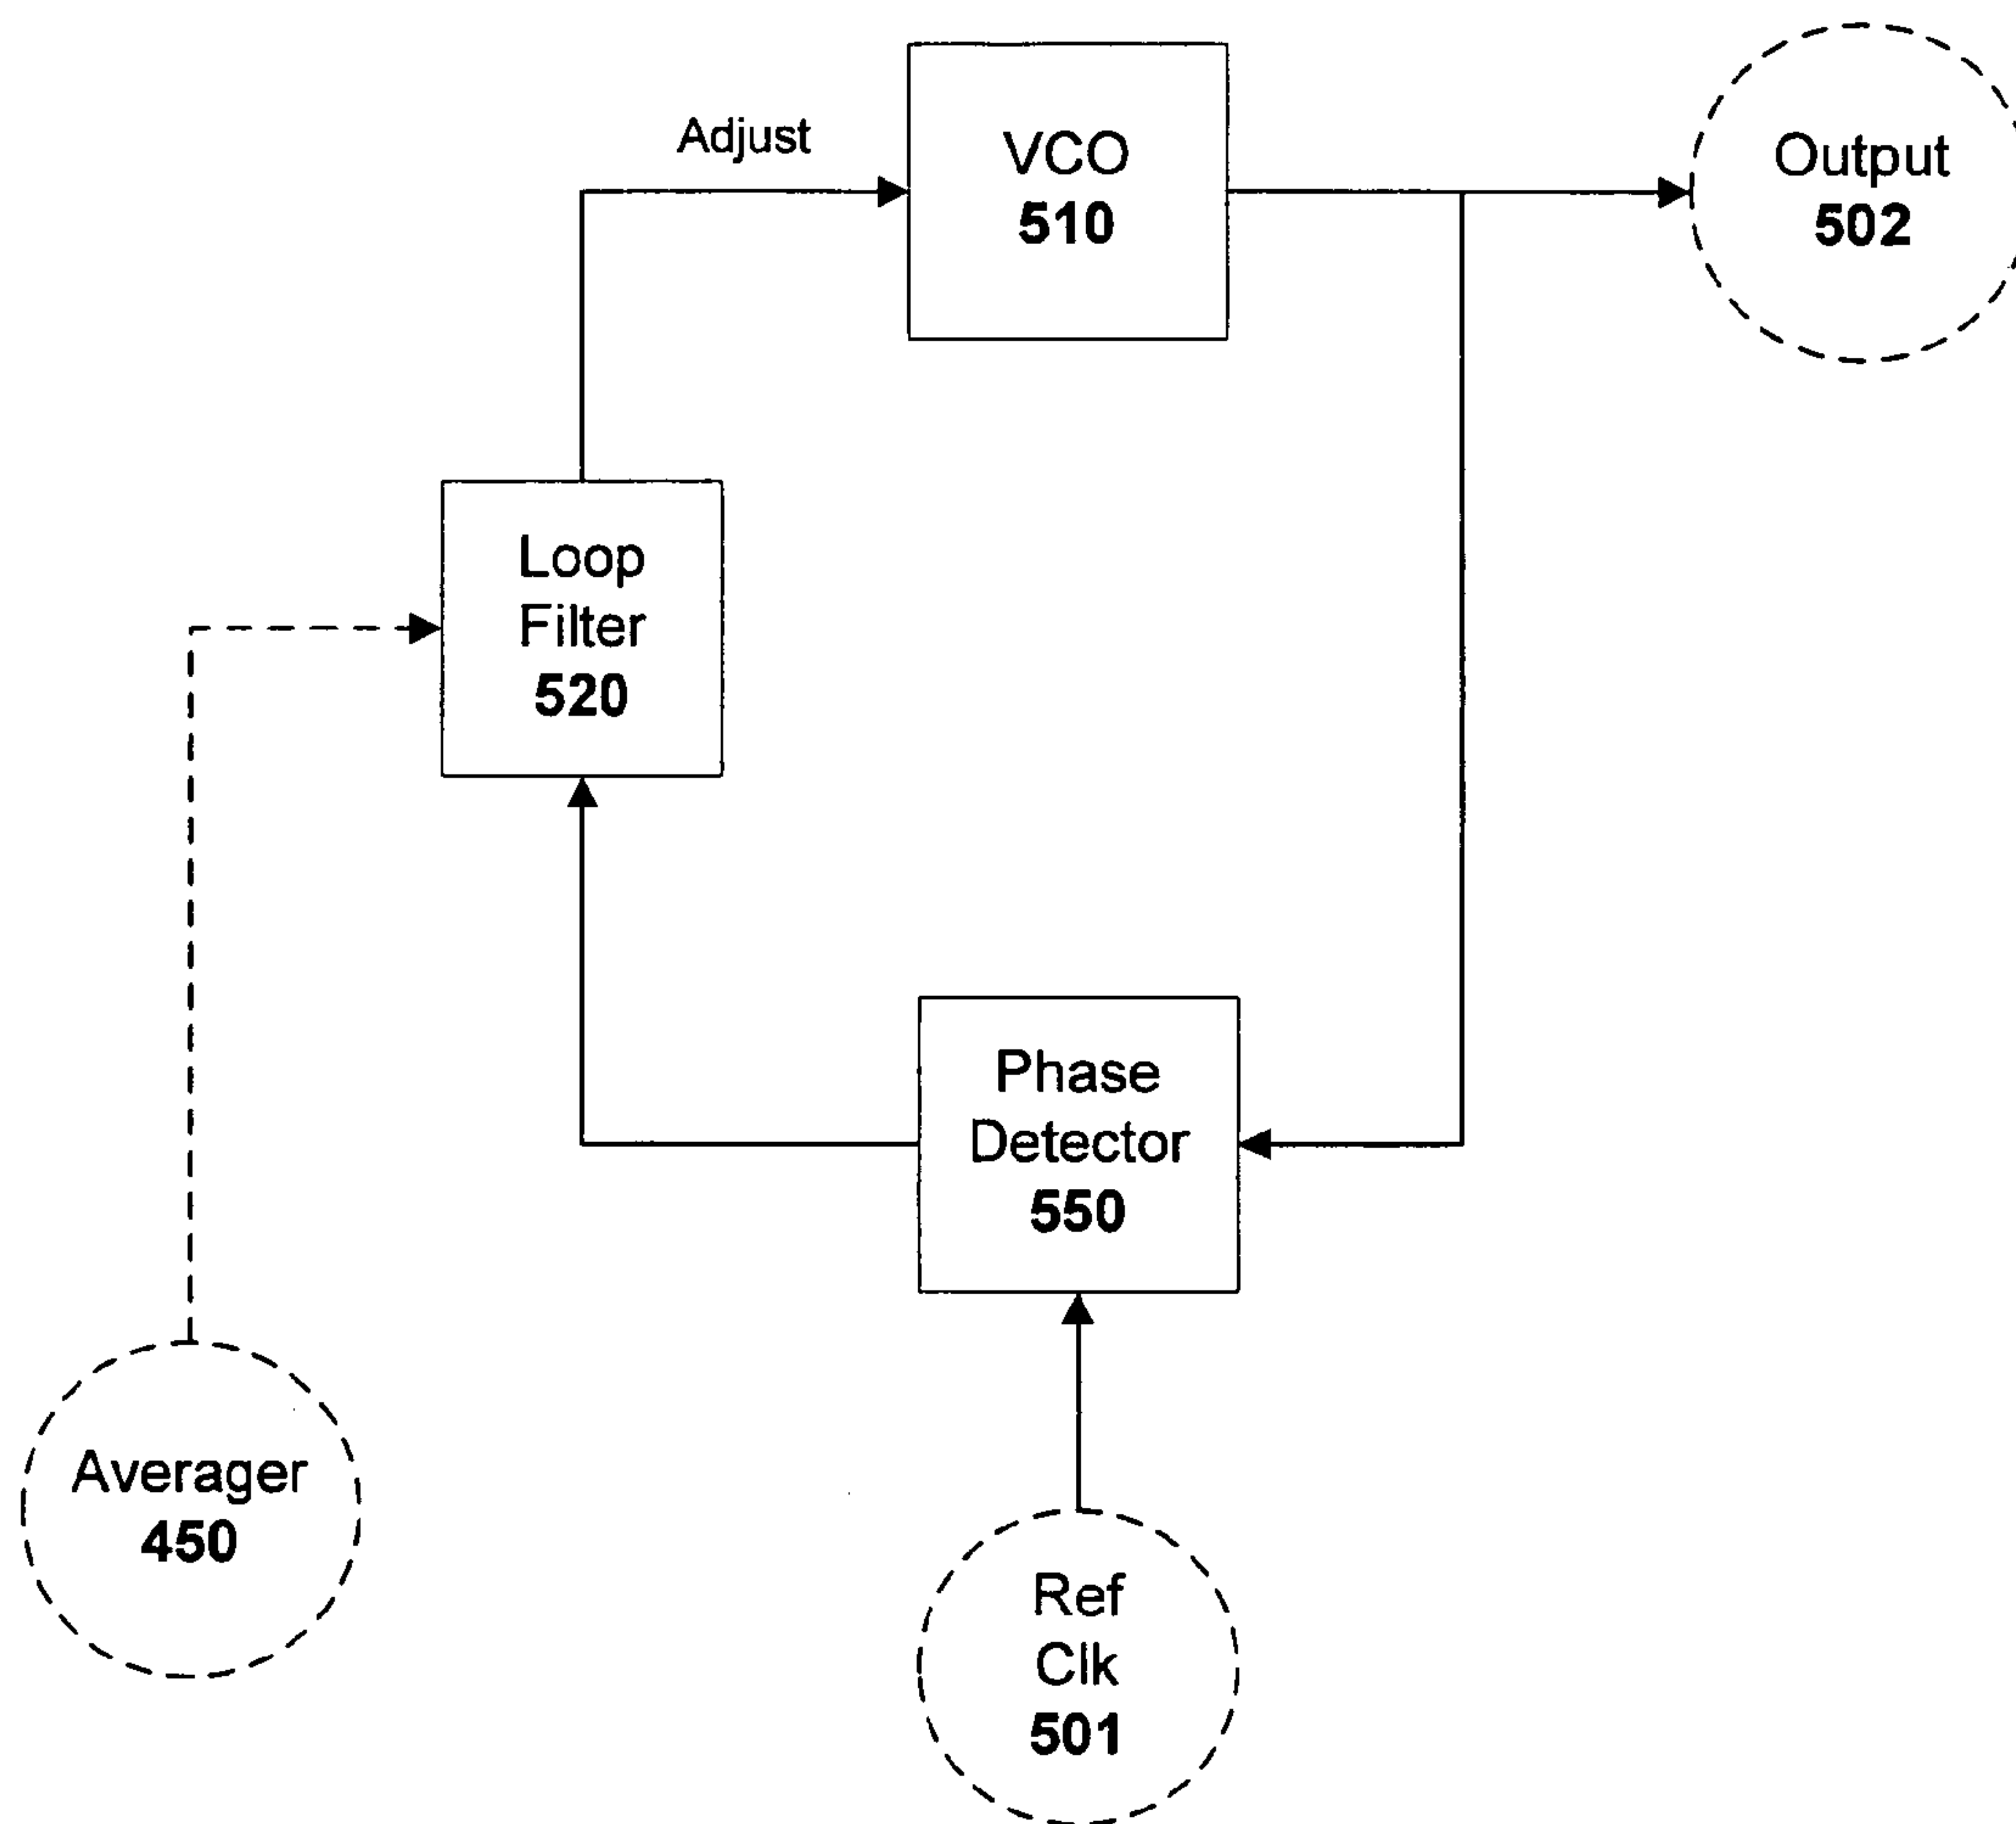 Adjust
VCO
510
Output
502
Loop
Filter
520
Phase
Detector
550
Averager
450
Ref
Clk
501